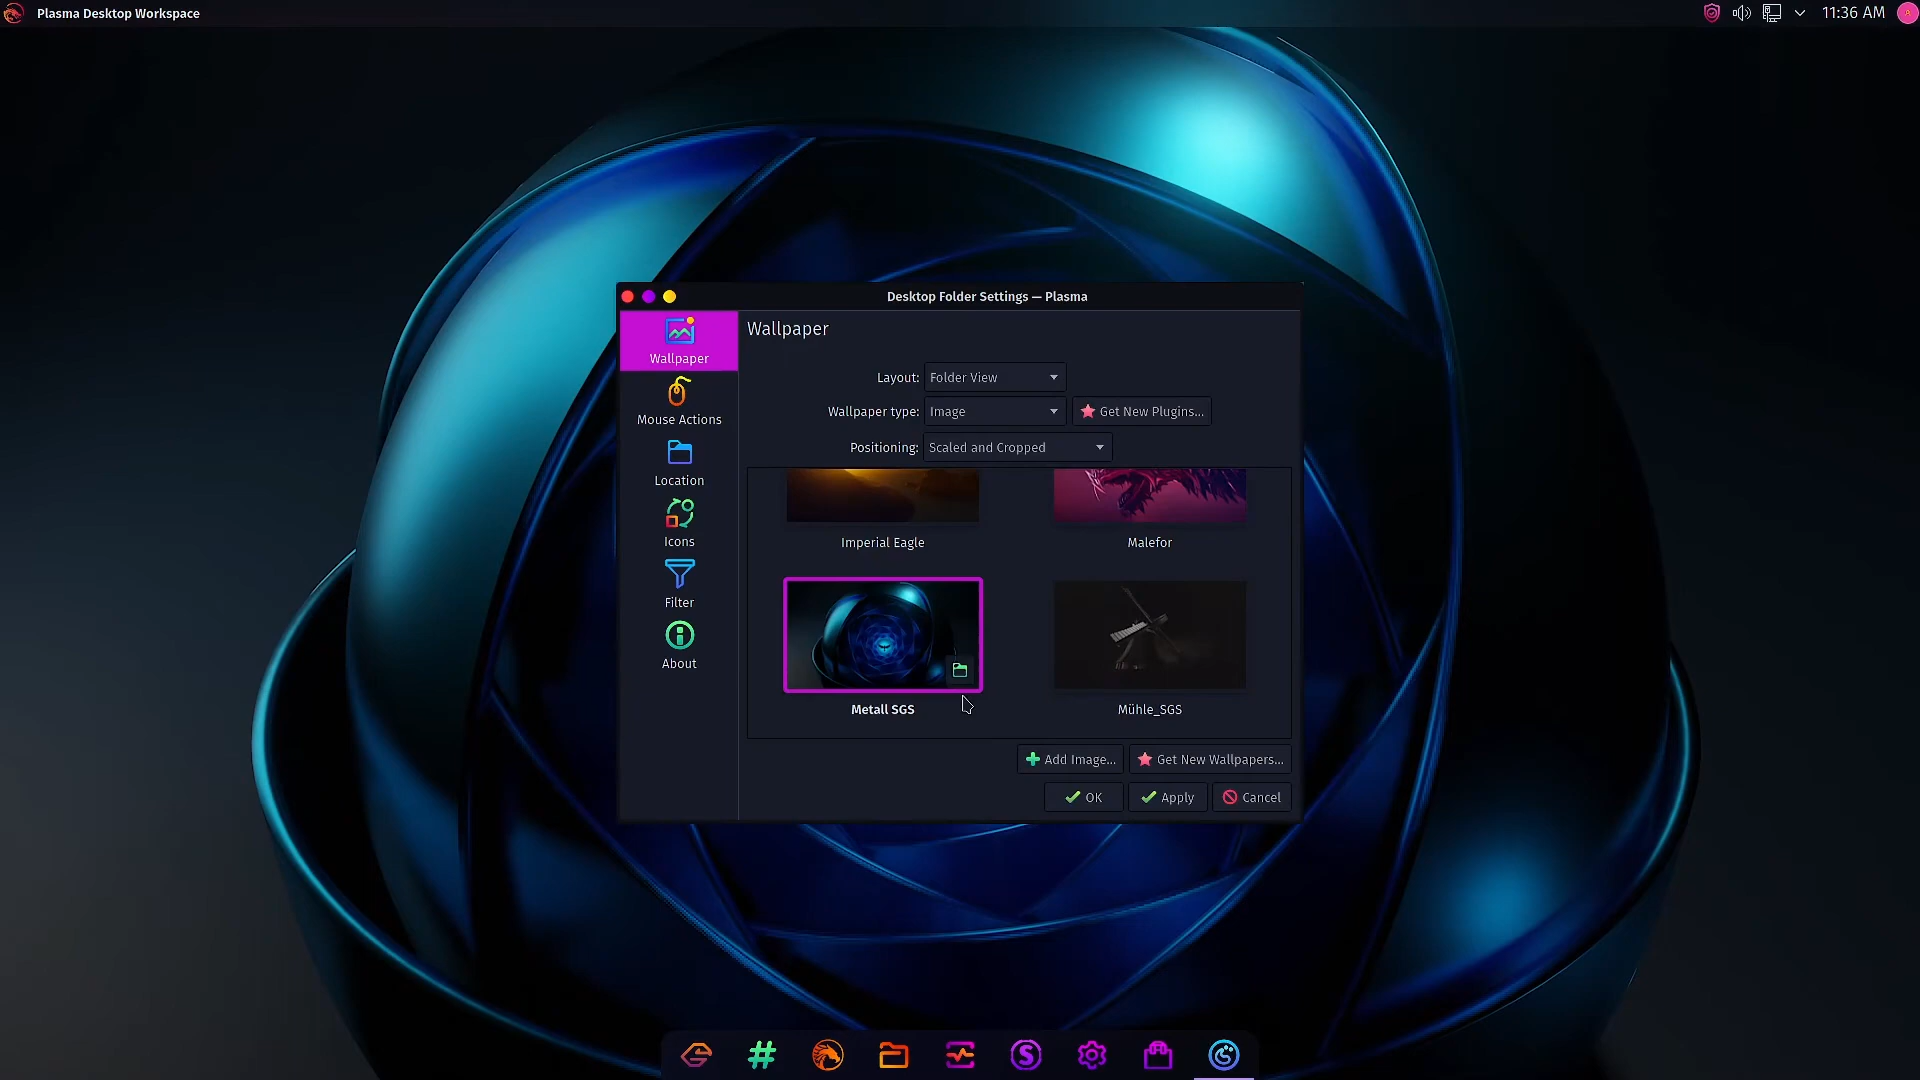 Plasma Desktop Workspace
11:36 AM
Desktop Folder Settings — Plasma
Wallpaper
Mouse Actions
Location
Icons
Filter
About
Wallpaper
Layout: Folder View
Wallpaper type: Image Get New Plugins...
Positioning: Scaled and Cropped
Imperial Eagle Malefor
Metall SGS Mühle_SGS
Add Image... Get New Wallpapers...
OK Apply Cancel